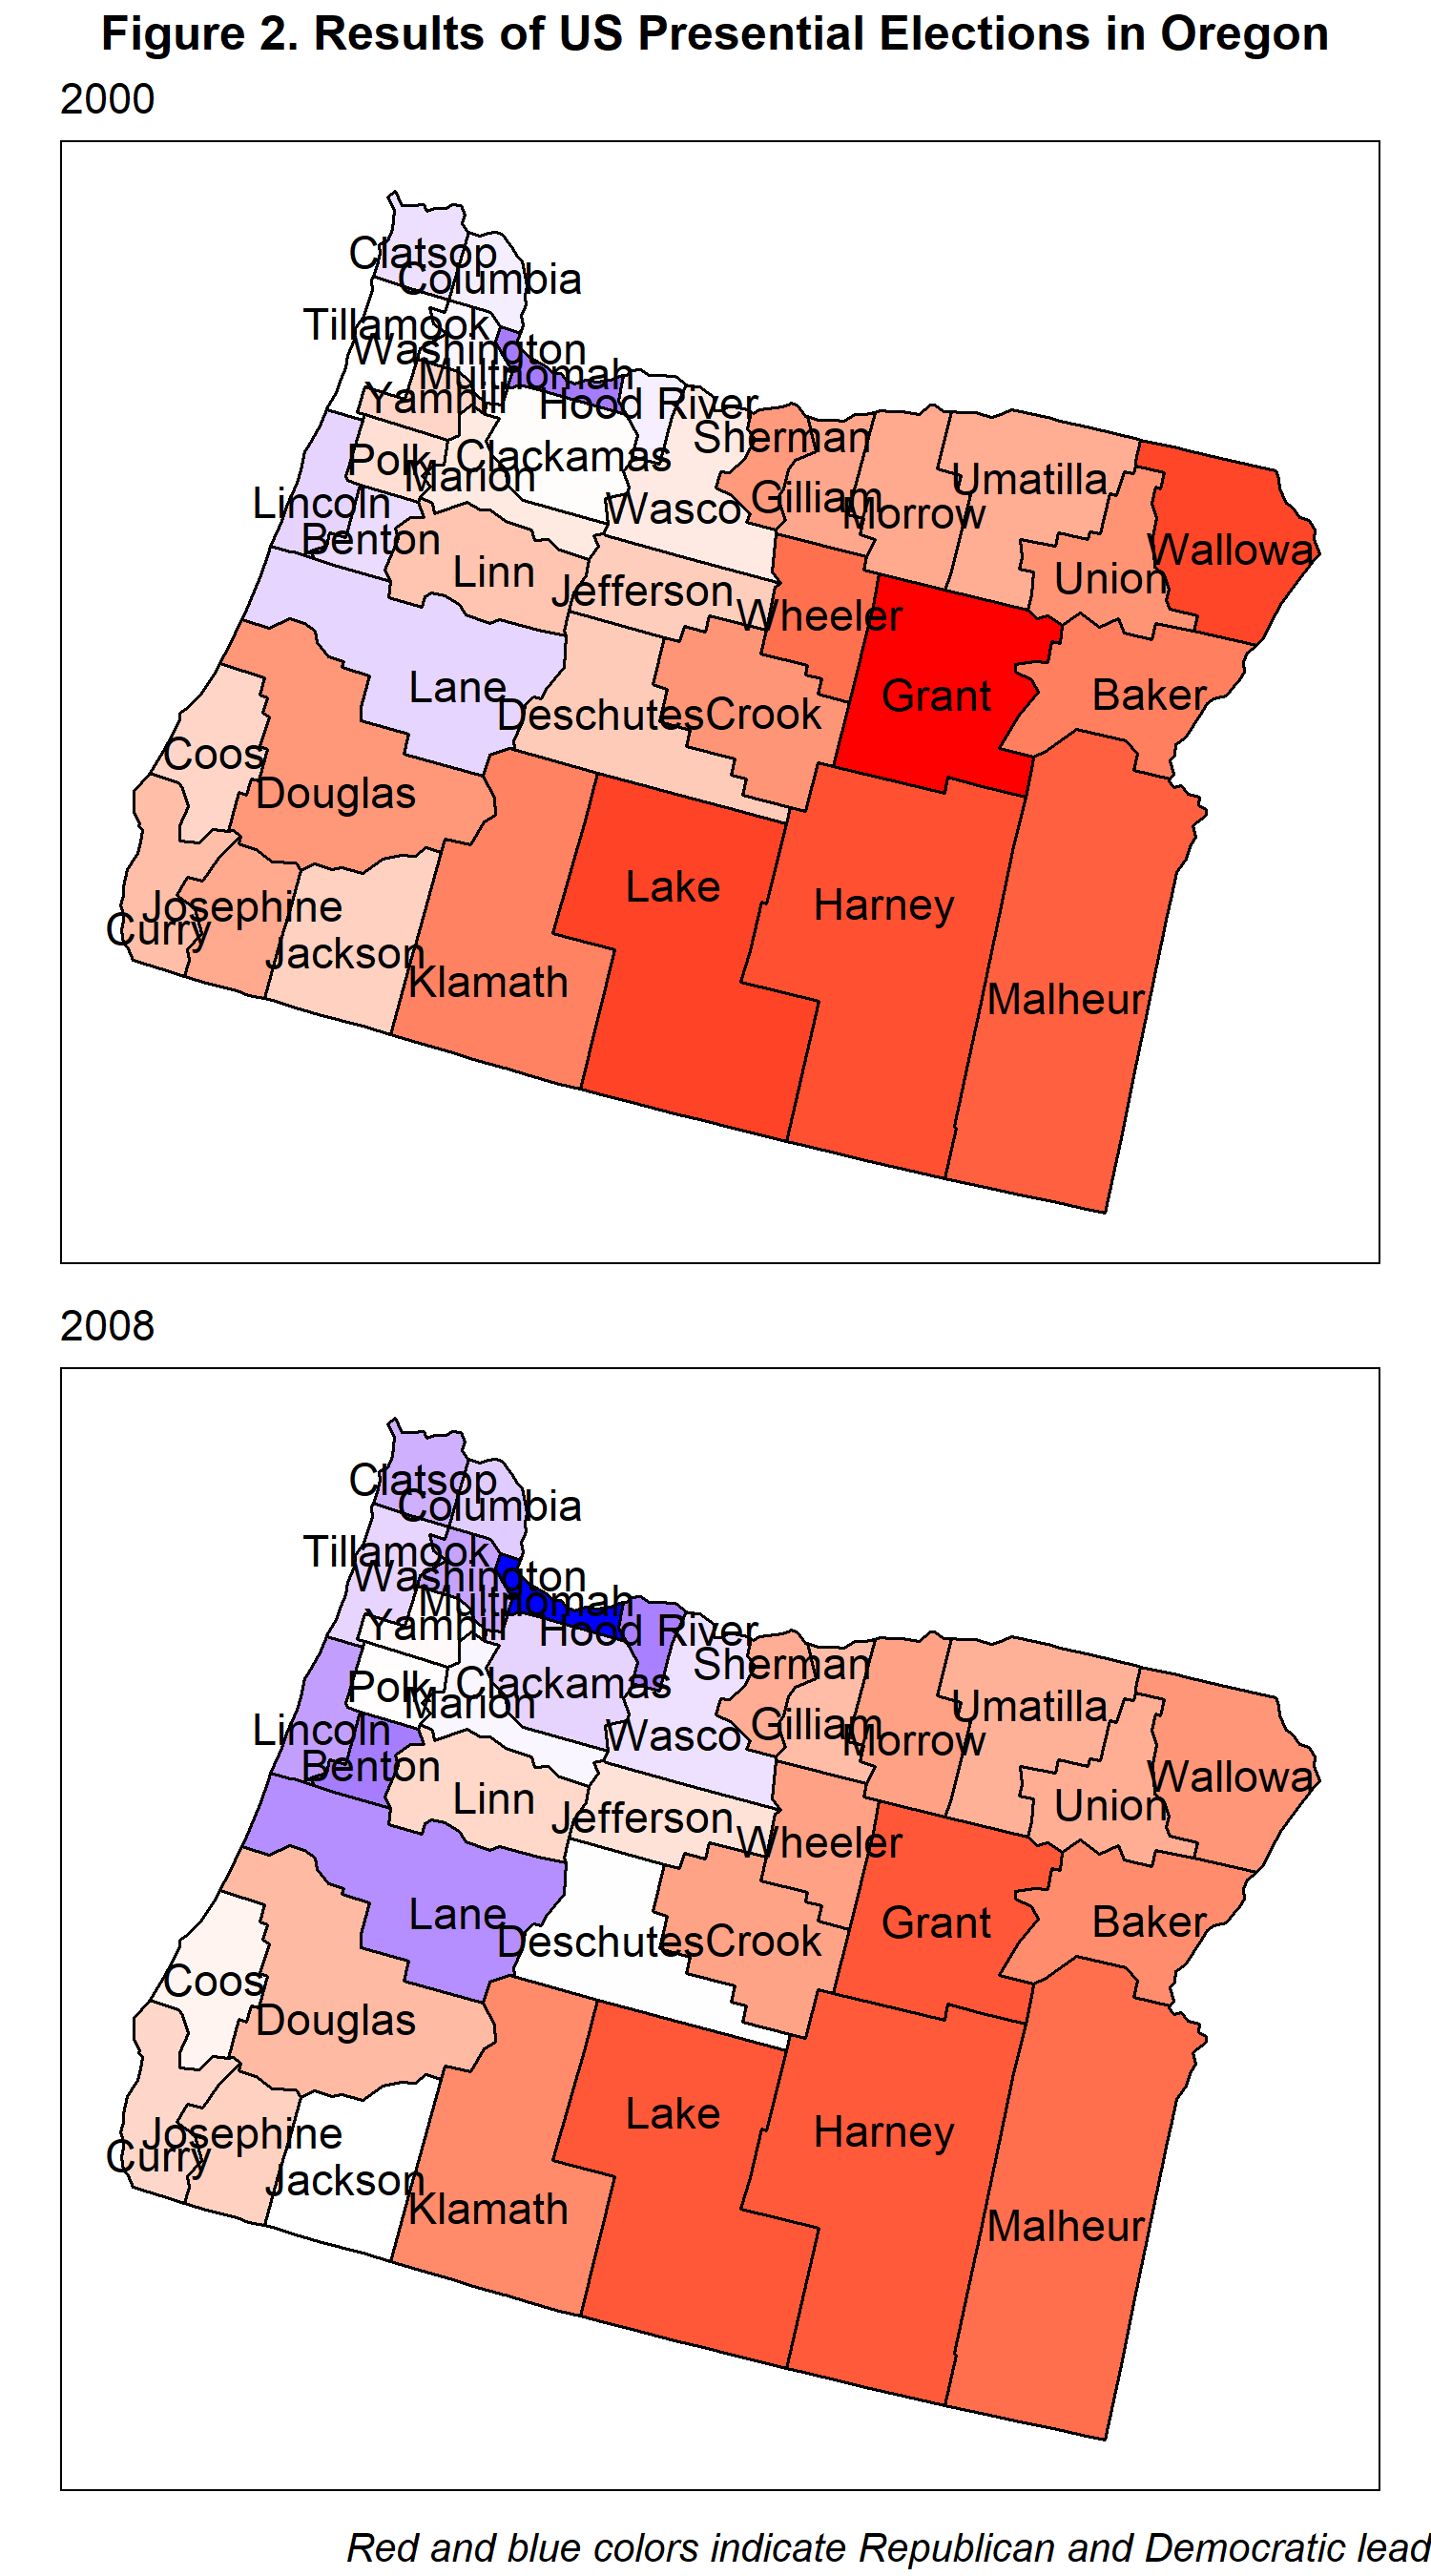 Figure 2. Results of US Presential Elections in Oregon
2000
Clatsop
Columbia
Tillamook
Washington
Multnomah
Yamhill
Hood River
Sherman
Clackamas
Polk
Marion
Umatilla
Gilliam
Lincoln
Wasco
Morrow
Benton
Wallowa
Linn
Union
Jefferson
Wheeler
Lane
Grant
Baker
Deschutes
Crook
Coos
Douglas
Lake
Harney
Josephine
Curry
Jackson
Klamath
Malheur
2008
Clatsop
Columbia
Tillamook
Washington
Multnomah
Yamhill
Hood River
Sherman
Clackamas
Polk
Marion
Umatilla
Gilliam
Lincoln
Wasco
Morrow
Benton
Wallowa
Linn
Union
Jefferson
Wheeler
Lane
Grant
Baker
Deschutes
Crook
Coos
Douglas
Lake
Harney
Josephine
Curry
Jackson
Klamath
Malheur
Red and blue colors indicate Republican and Democratic lead